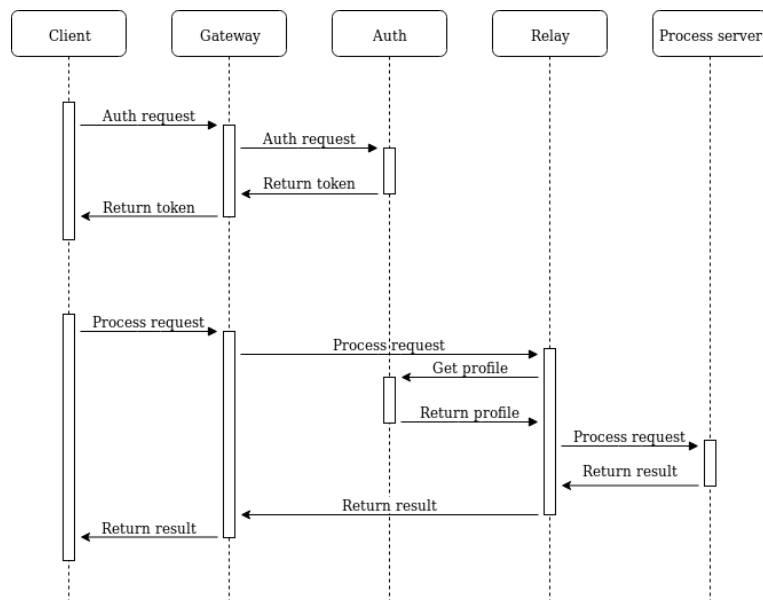 Client
Gateway
Auth
Relay
Process server
Auth request
Auth request
Return token
Return token
Process request
Process request
Get profile
Return profile
Process request
Return result
Return result
Return result